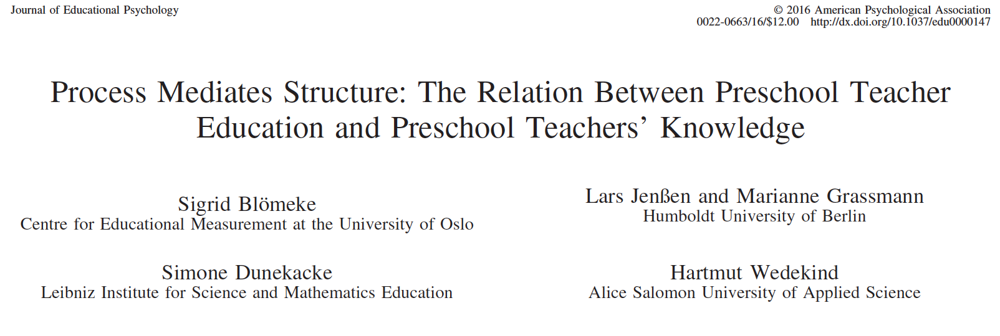 Journal of Educational Psychology
© 2016 American Psychological Association
0022-0663/16/$12.00 http://dx.doi.org/10.1037/edu0000147
Process Mediates Structure: The Relation Between Preschool Teacher
Education and Preschool Teachers’ Knowledge
Sigrid Blömeke
Centre for Educational Measurement at the University of Oslo
Lars Jenßen and Marianne Grassmann
Humboldt University of Berlin
Simone Dunekacke
Leibniz Institute for Science and Mathematics Education
Hartmut Wedekind
Alice Salomon University of Applied Science